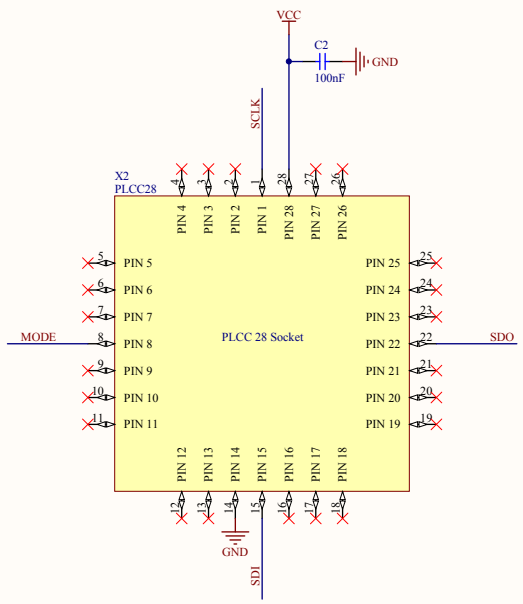 VCC
C2
GND
100nF
SCLK
X2
PLCC28
4 3 2 1 28 27 26
PIN 4 PIN 3 PIN 2 PIN 1 PIN 28 PIN 27 PIN 26
5 PIN 5 PIN 25 25
6 PIN 6 PIN 24 24
7 PIN 7 PIN 23 23
MODE 8 PIN 8 PLCC 28 Socket PIN 22 22 SDO
9 PIN 9 PIN 21 21
10 PIN 10 PIN 20 20
11 PIN 11 PIN 19 19
PIN 12 PIN 13 PIN 14 PIN 15 PIN 16 PIN 17 PIN 18
12 13 14 15 16 17 18
GND
SDI